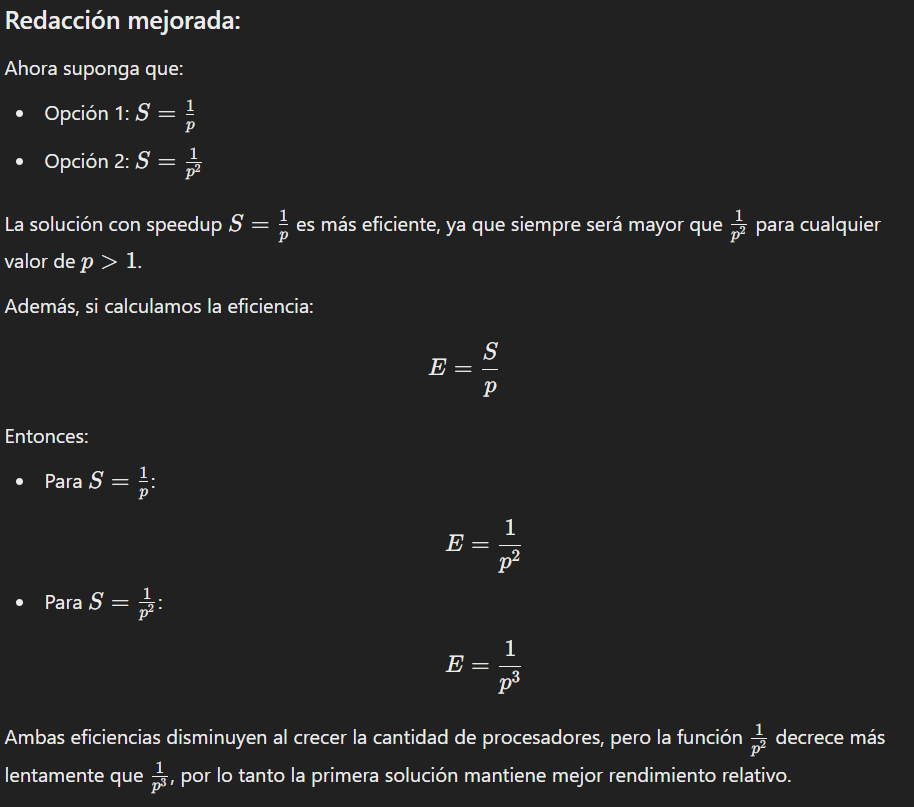 Redacción mejorada:
Ahora suponga que:
• Opción 1: $S = \frac{1}{p}$
• Opción 2: $S = \frac{1}{p^2}$
La solución con speedup $S = \frac{1}{p}$ es más eficiente, ya que siempre será mayor que $\frac{1}{p^2}$ para cualquier
valor de $p > 1$.
Además, si calculamos la eficiencia:
$E = \frac{S}{p}$
Entonces:
• Para $S = \frac{1}{p}$:
$E = \frac{1}{p^2}$
• Para $S = \frac{1}{p^2}$:
$E = \frac{1}{p^3}$
Ambas eficiencias disminuyen al crecer la cantidad de procesadores, pero la función $\frac{1}{p^2}$ decrece más
lentamente que $\frac{1}{p^3}$, por lo tanto la primera solución mantiene mejor rendimiento relativo.